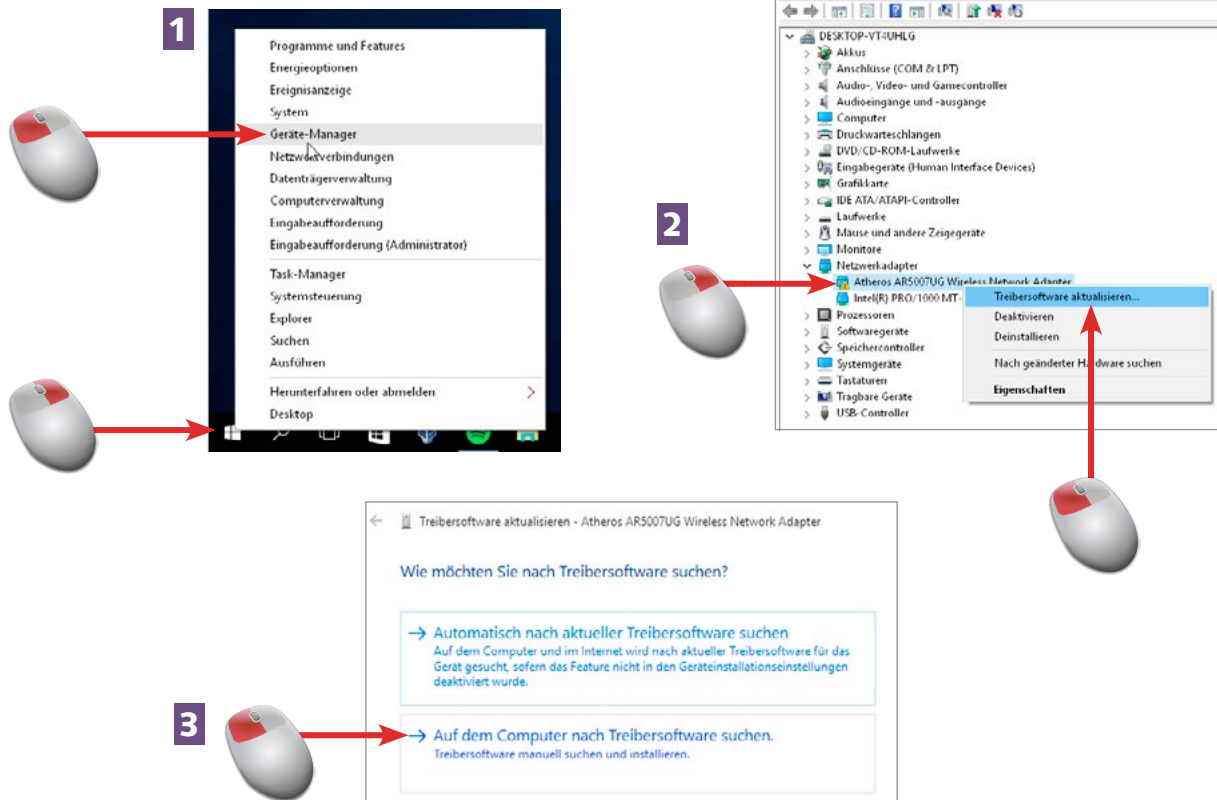 1
Programme und Features
Energieoptionen
Ereignisanzeige
System
Geräte-Manager
Netzwerkverbindungen
Datenträgerverwaltung
Computerverwaltung
Eingabeaufforderung
Eingabeaufforderung (Administrator)
Task-Manager
Systemsteuerung
Explorer
Suchen
Ausführen
Herunterfahren oder abmelden
Desktop
2
DESKTOP-VT4UHLG
Akkus
Anschlüsse (COM & LPT)
Audio-, Video- und Gamecontroller
Audioeingänge und -ausgänge
Computer
Druckwarteschlangen
DVD/CD-ROM-Laufwerke
Eingabegeräte (Human Interface Devices)
Grafikkarte
IDE ATA/ATAPI-Controller
Laufwerke
Mäuse und andere Zeigegeräte
Monitore
Netzwerkadapter
Atheros AR5007UG Wireless Network Adapter
Intel(R) PRO/1000 MT-
Prozessoren
Softwaregeräte
Speichercontroller
Systemgeräte
Tastaturen
Tragbare Geräte
USB-Controller
Treibersoftware aktualisieren...
Deaktivieren
Deinstallieren
Nach geänderter Hardware suchen
Eigenschaften
3
Treibersoftware aktualisieren - Atheros AR5007UG Wireless Network Adapter
Wie möchten Sie nach Treibersoftware suchen?
Automatisch nach aktueller Treibersoftware suchen
Auf dem Computer und im Internet wird nach aktueller Treibersoftware für das
Gerät gesucht, sofern das Feature nicht in den Geräteinstallationseinstellungen
deaktiviert wurde.
Auf dem Computer nach Treibersoftware suchen.
Treibersoftware manuell suchen und installieren.